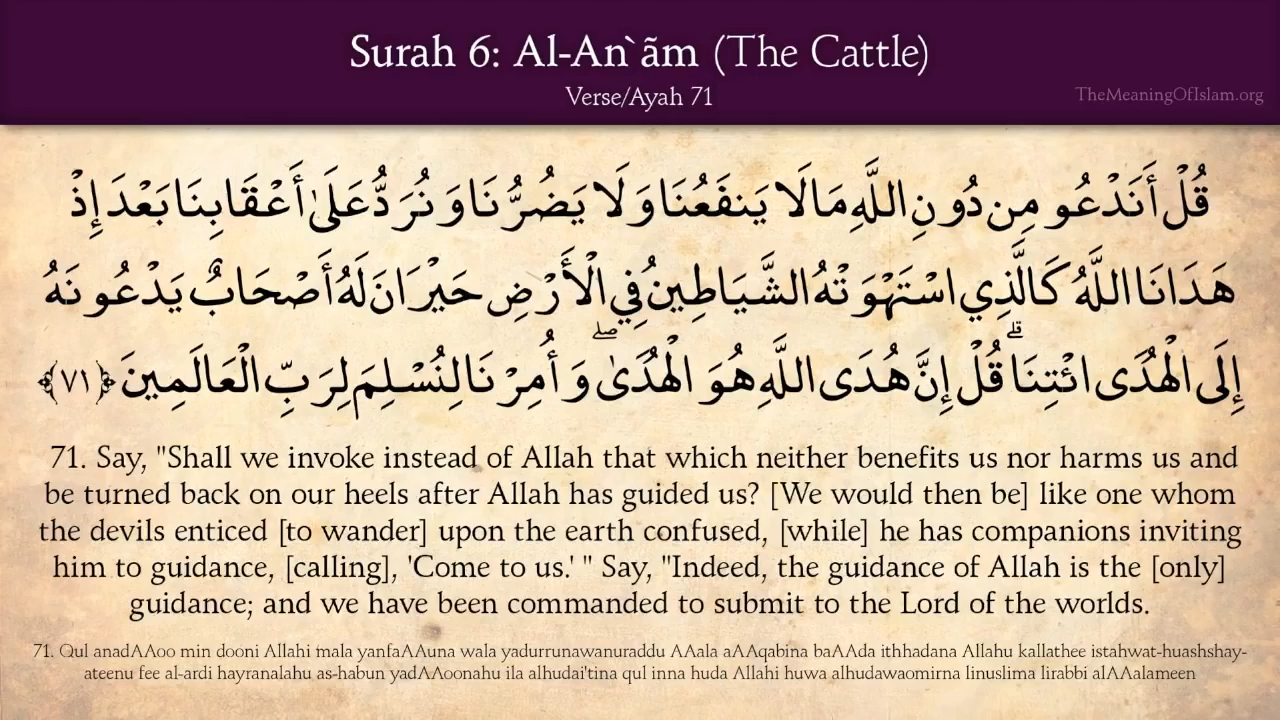 Surah 6: Al-An`ãm (The Cattle)
Verse/Ayah 71
TheMeaningOfIslam.org
قُلْ أَنَدْعُو مِن دُونِ اللَّهِ مَا لَا يَنفَعُنَا وَلَا يَضُرُّنَا وَنُرَدُّ عَلَىٰ أَعْقَابِنَا بَعْدَ إِذْ
هَدَانَا اللَّهُ كَالَّذِي اسْتَهْوَتْهُ الشَّيَاطِينُ فِي الْأَرْضِ حَيْرَانَ لَهُ أَصْحَابٌ يَدْعُونَهُ
إِلَى الْهُدَى ائْتِنَا ۗ قُلْ إِنَّ هُدَى اللَّهِ هُوَ الْهُدَىٰ ۖ وَأُمِرْنَا لِنُسْلِمَ لِرَبِّ الْعَالَمِينَ ﴿٧١﴾
71. Say, "Shall we invoke instead of Allah that which neither benefits us nor harms us and
be turned back on our heels after Allah has guided us? [We would then be] like one whom
the devils enticed [to wander] upon the earth confused, [while] he has companions inviting
him to guidance, [calling], 'Come to us.' " Say, "Indeed, the guidance of Allah is the [only]
guidance; and we have been commanded to submit to the Lord of the worlds.
71. Qul anadAAoo min dooni Allahi mala yanfaAAuna wala yadurrunawanuraddu AAala aAAqabina baAAda ithhadana Allahu kallathee istahwat-huashshay-
ateenu fee al-ardi hayranalahu as-habun yadAAoonahu ila alhudai'tina qul inna huda Allahi huwa alhudawaomirna linuslima lirabbi alAAalameen